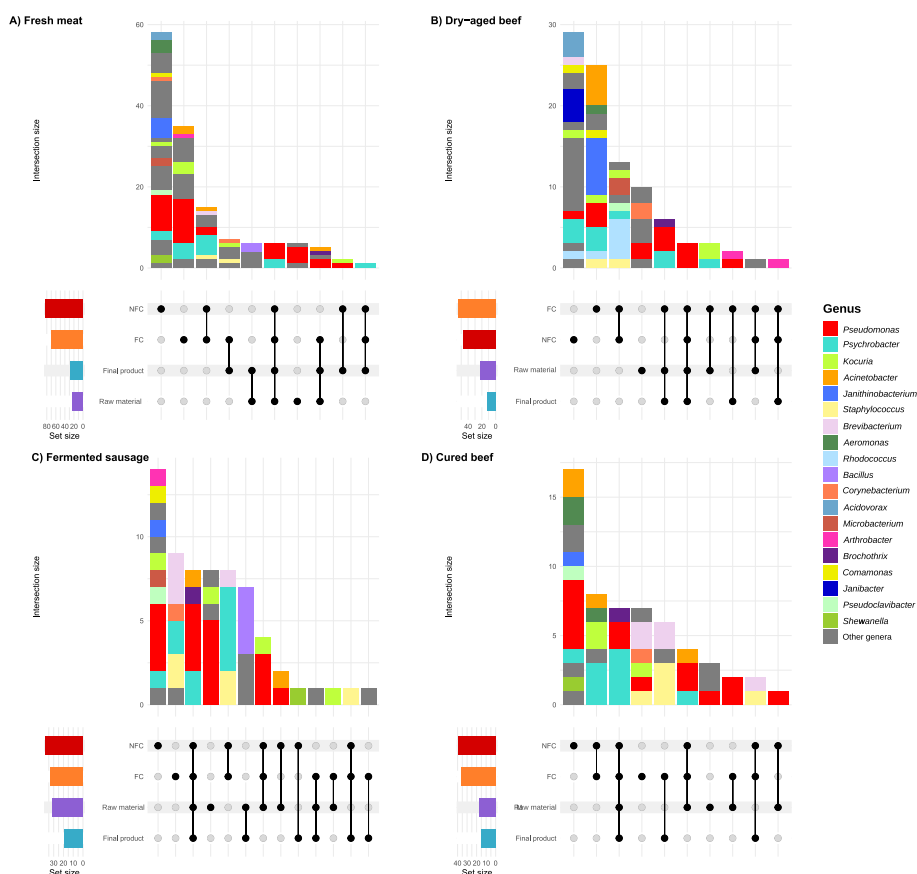 A) Fresh meat
Intersection size
60
40
20
0
NFC
FC
Final product
Raw material
80 60 40 20 0
Set size
B) Dry−aged beef
Intersection size
30
20
10
0
FC
NFC
Raw material
Final product
40 20 0
Set size
C) Fermented sausage
Intersection size
10
5
0
NFC
FC
Raw material
Final product
30 20 10 0
Set size
D) Cured beef
Intersection size
15
10
5
0
NFC
FC
Raw material
Final product
40 30 20 10 0
Set size
Genus
Pseudomonas
Psychrobacter
Kocuria
Acinetobacter
Janithinobacterium
Staphylococcus
Brevibacterium
Aeromonas
Rhodococcus
Bacillus
Corynebacterium
Acidovorax
Microbacterium
Arthrobacter
Brochothrix
Comamonas
Janibacter
Pseudoclavibacter
Shewanella
Other genera